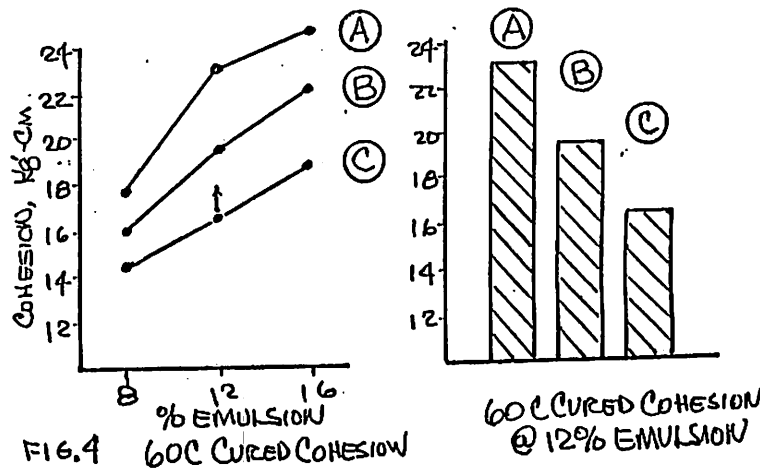 COHESION, Kg-CM.
24
22
20
18
16
14
12
8
12
16
% EMULSION
A
B
C
FIG.4 60C CURED COHESION
24
22
20
18
16
14
12
A
B
C
60C CURED COHESION
@ 12% EMULSION